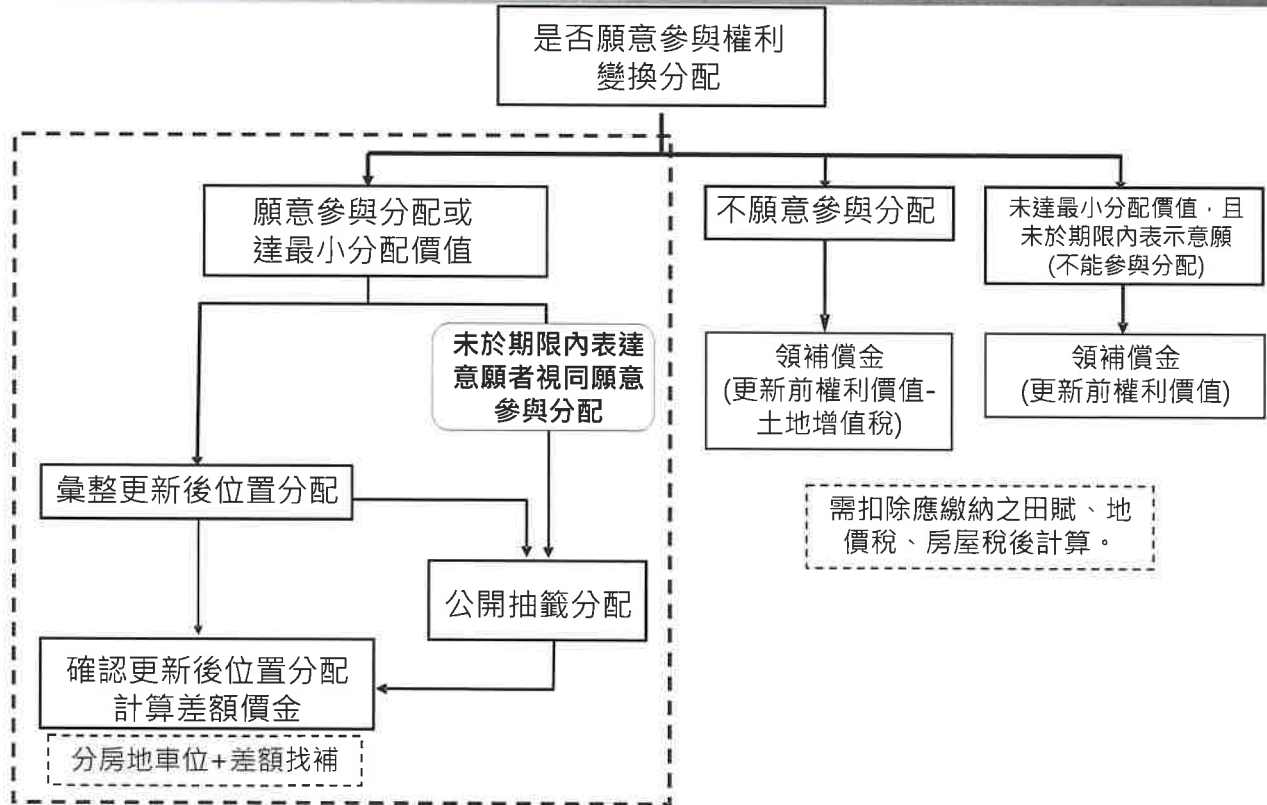 是否願意參與權利
變換分配
願意參與分配或
達最小分配價值
不願意參與分配
未達最小分配價值，且
未於期限內表示意願
(不能參與分配)
未於期限內表達
意願者視同願意
參與分配
領補償金
(更新前權利價值-
土地增值稅)
領補償金
(更新前權利價值)
彙整更新後位置分配
需扣除應繳納之田賦、地
價稅、房屋稅後計算。
公開抽籤分配
確認更新後位置分配
計算差額價金
分房地車位+差額找補